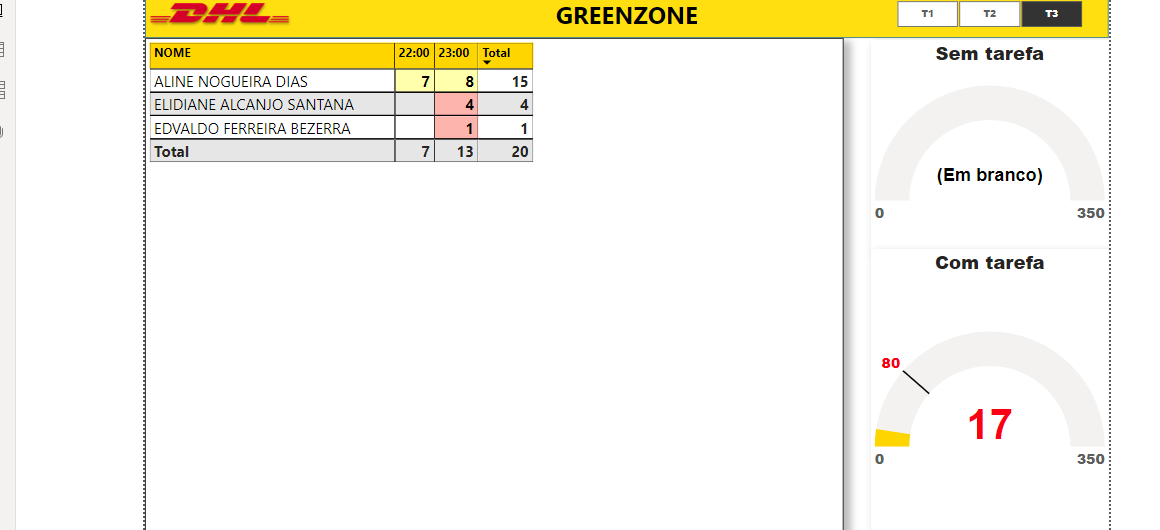 DHL
GREENZONE
T1 T2 T3
NOME 22:00 23:00 Total
ALINE NOGUEIRA DIAS 7 8 15
ELIDIANE ALCANJO SANTANA 4 4
EDVALDO FERREIRA BEZERRA 1 1
Total 7 13 20
Sem tarefa
(Em branco)
0 350
Com tarefa
80
17
0 350